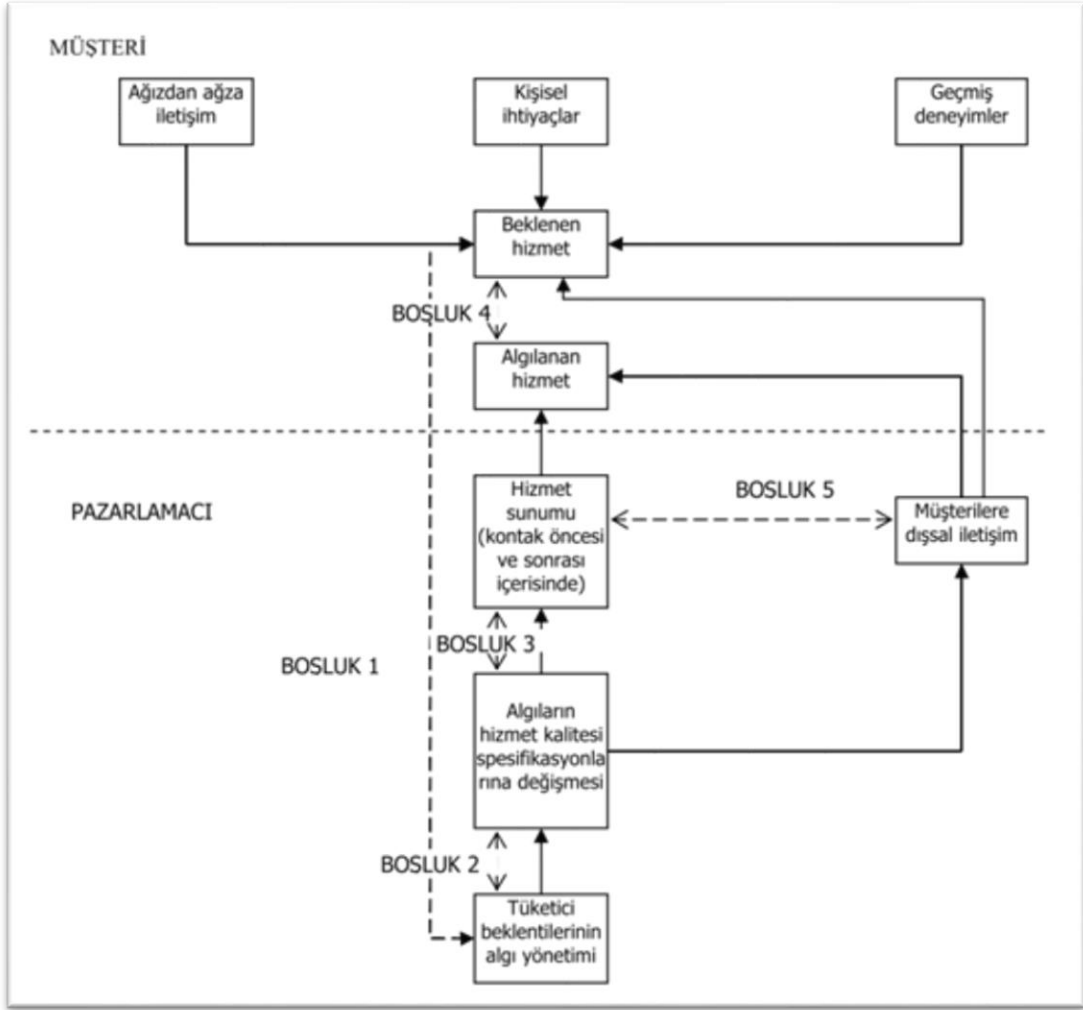 MÜŞTERİ
Ağızdan ağza
iletişim
Kişisel
ihtiyaçlar
Geçmiş
deneyimler
Beklenen
hizmet
BOSLUK 4
Algılanan
hizmet
PAZARLAMACI
Hizmet
sunumu
(kontak öncesi
ve sonrası
içerisinde)
BOSLUK 5
Müşterilere
dışsal iletişim
BOSLUK 3
BOSLUK 1
Algıların
hizmet kalitesi
spesifikasyonla
rına değişmesi
BOSLUK 2
Tüketici
beklentilerinin
algı yönetimi